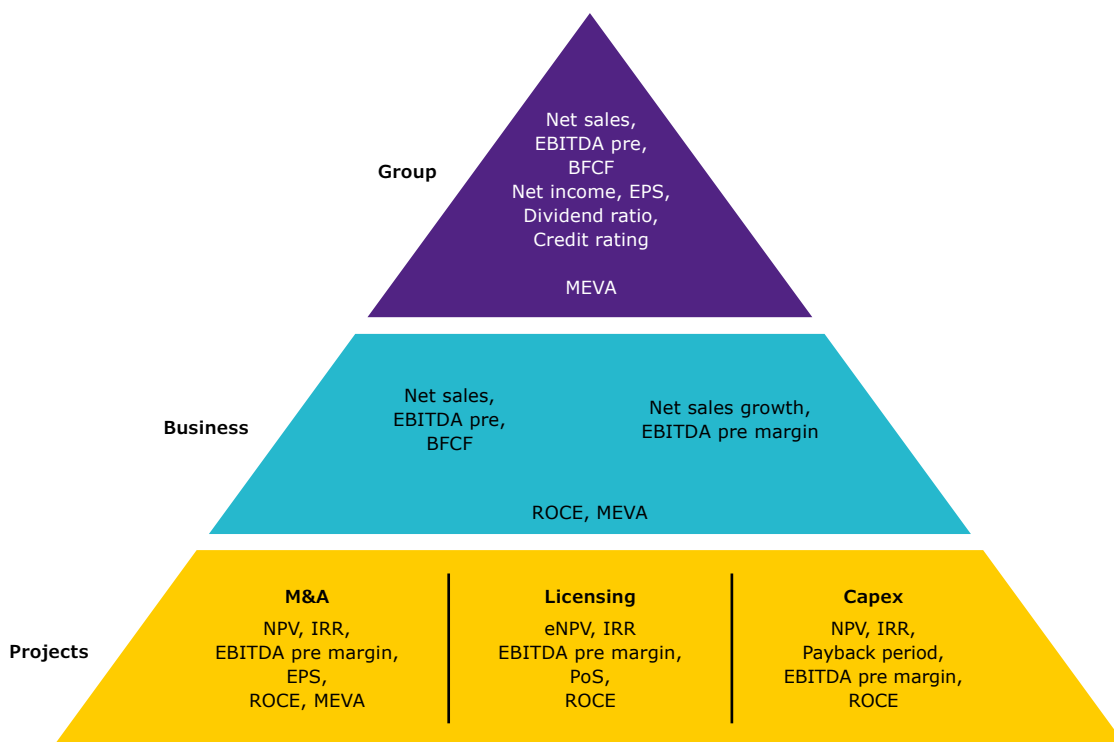 Group
Net sales,
EBITDA pre,
BFCF
Net income, EPS,
Dividend ratio,
Credit rating
MEVA
Business
Net sales,
EBITDA pre,
BFCF
Net sales growth,
EBITDA pre margin
ROCE, MEVA
Projects
M&A
NPV, IRR,
EBITDA pre margin,
EPS,
ROCE, MEVA
Licensing
eNPV, IRR
EBITDA pre margin,
PoS,
ROCE
Capex
NPV, IRR,
Payback period,
EBITDA pre margin,
ROCE